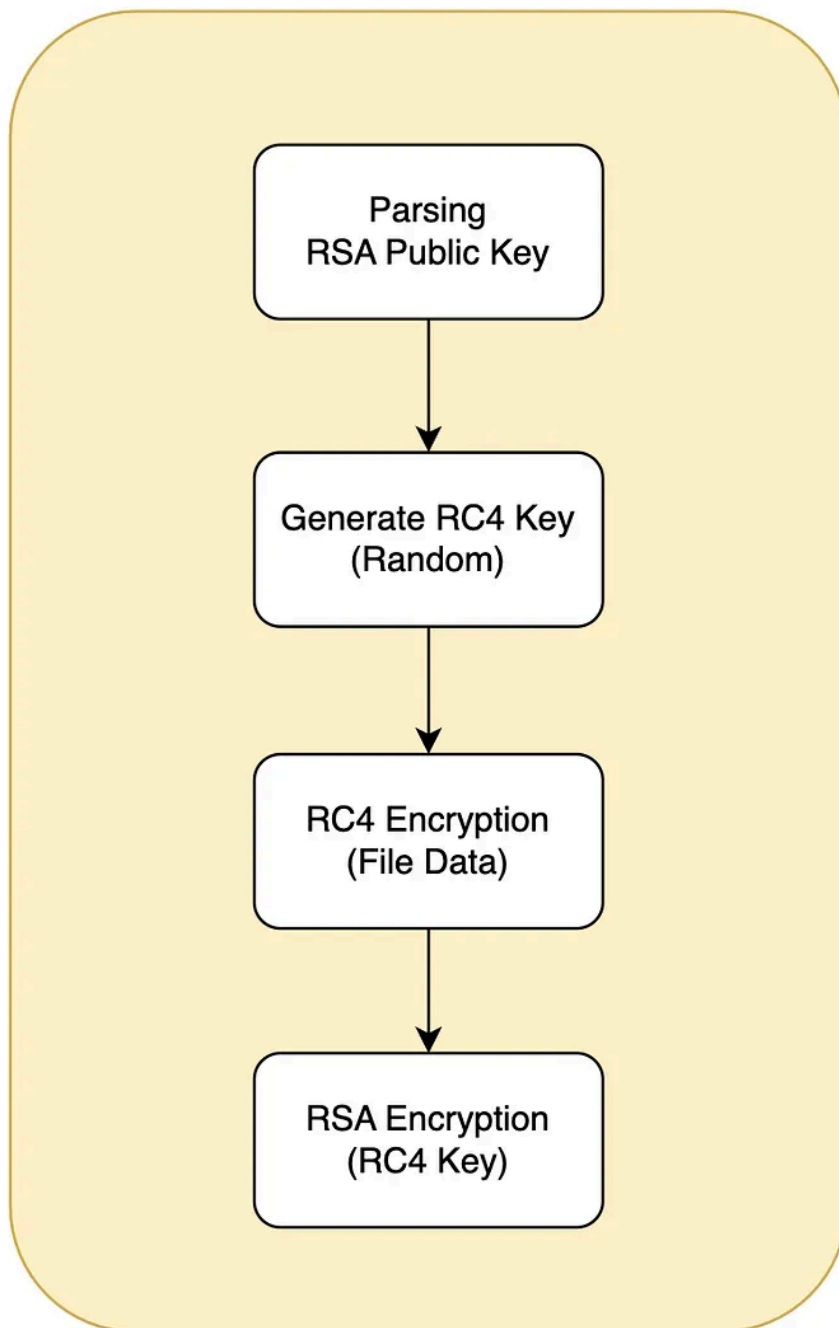 Parsing
RSA Public Key
Generate RC4 Key
(Random)
RC4 Encryption
(File Data)
RSA Encryption
(RC4 Key)